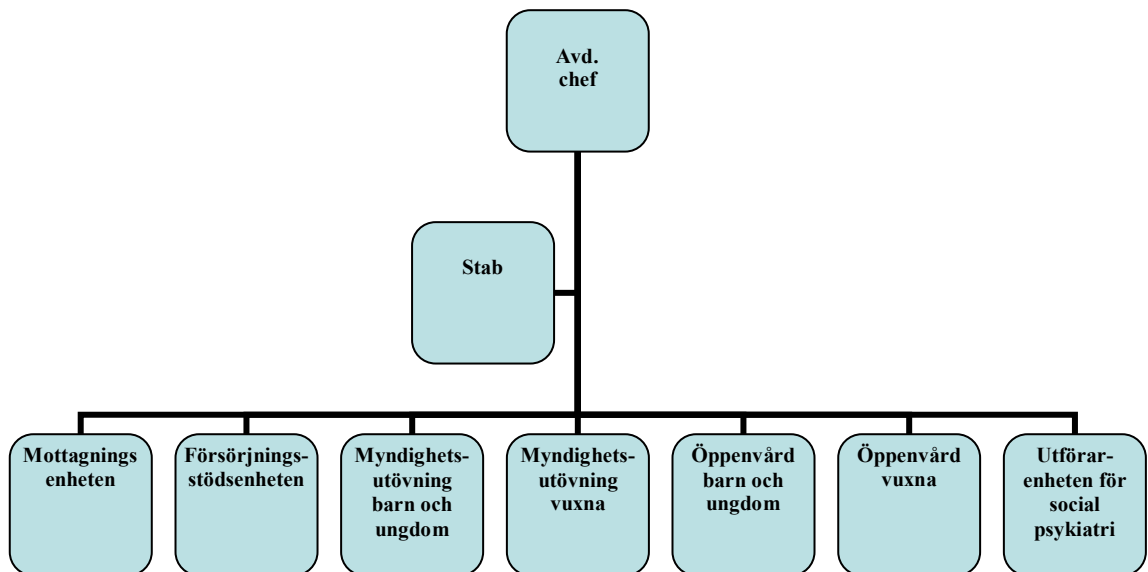 Avd.
chef
Stab
Mottagnings
enheten
Försörjnings-
stödsenheten
Myndighets-
utövning
barn och
ungdom
Myndighets-
utövning
vuxna
Öppenvård
barn och
ungdom
Öppenvård
vuxna
Utförar-
enheten för
social
psykiatri